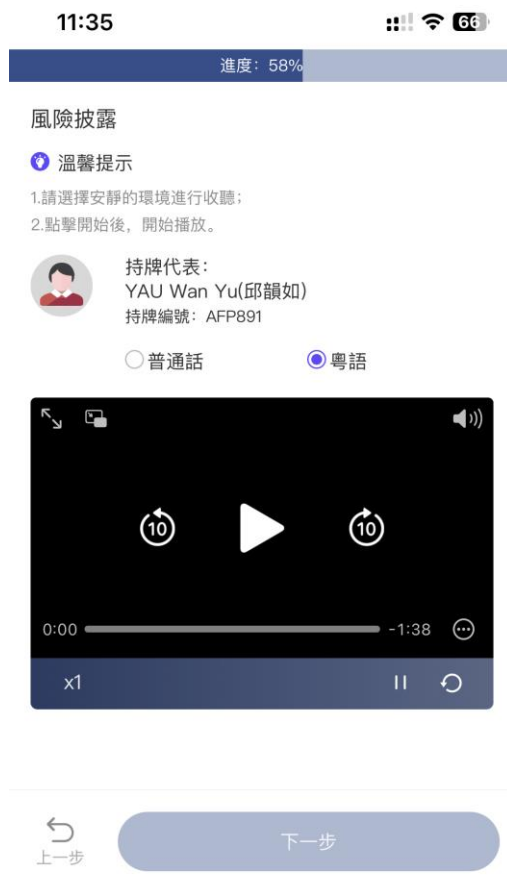 11:35
66
進度：58%
風險披露
溫馨提示
1.請選擇安靜的環境進行收聽；
2.點擊開始後，開始播放。
持牌代表：
YAU Wan Yu(邱韻如)
持牌編號：AFP891
普通話
粵語
10
10
0:00
-1:38
x1
上一步
下一步